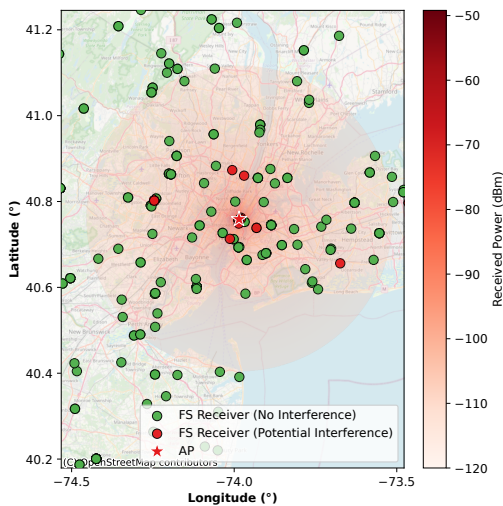 41.2
41.0
40.8
40.6
40.4
40.2
Latitude (°)
−74.5
−74.0
−73.5
Longitude (°)
FS Receiver (No Interference)
FS Receiver (Potential Interference)
AP
(C) OpenStreetMap contributors
−50
−60
−70
−80
−90
−100
−110
−120
Received Power (dBm)